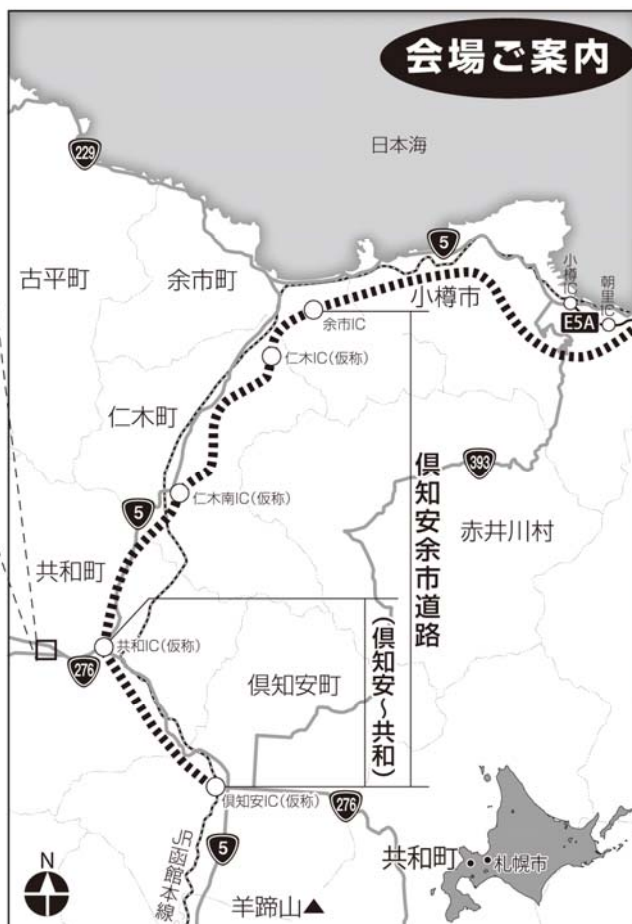 会場ご案内
日本海
229
5
古平町
余市町
小樽市
小樽IC
朝里IC
E5A
余市IC
仁木IC(仮称)
仁木町
393
倶知安余市道路
仁木南IC(仮称)
5
赤井川村
共和町
共和IC(仮称)
276
倶知安町
(倶知安～共和)
倶知安IC(仮称)
276
JR函館本線
5
共和町
札幌市
N
羊蹄山▲